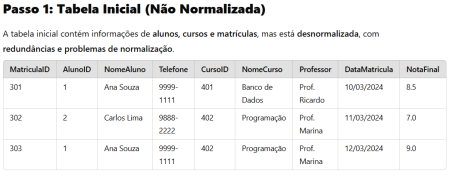 Passo 1: Tabela Inicial (Não Normalizada)
A tabela inicial contém informações de alunos, cursos e matrículas, mas está desnormalizada, com
redundâncias e problemas de normalização.
MatriculaID AlunoID NomeAluno Telefone CursoID NomeCurso Professor DataMatricula NotaFinal
301 1 Ana Souza 9999- 401 Banco de Prof. 10/03/2024 8.5
1111 Dados Ricardo
302 2 Carlos Lima 9888- 402 Programação Prof. 11/03/2024 7.0
2222 Marina
303 1 Ana Souza 9999- 402 Programação Prof. 12/03/2024 9.0
1111 Marina